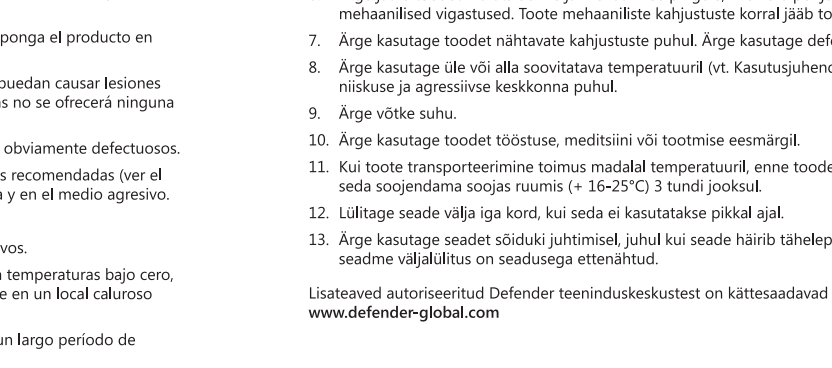 ponga el producto en
puedan causar lesiones
as no se ofrecerá ninguna
obviamente defectuosos.
s recomendadas (ver el
a y en el medio agresivo.
vos.
temperaturas bajo cero,
e en un local caluroso
un largo período de
mehaanilised vigastused. Toote mehaaniliste kahjustuste korral jääb to
7. Ärge kasutage toodet nähtavate kahjustuste puhul. Ärge kasutage defe
8. Ärge kasutage üle või alla soovitatava temperatuuril (vt. Kasutusjuhend
niiskuse ja agressiivse keskkonna puhul.
9. Ärge võtke suhu.
10. Ärge kasutage toodet tööstuse, meditsiini või tootmise eesmärgil.
11. Kui toote transporteerimine toimus madalal temperatuuril, enne toode
seda soojendama soojas ruumis (+ 16-25°C) 3 tundi jooksul.
12. Lülitage seade välja iga kord, kui seda ei kasutatakse pikkal ajal.
13. Ärge kasutage seadet sõiduki juhtimisel, juhul kui seade häirib tähelep
seadme väljalülitus on seadusega ettenähtud.
Lisateaved autoriseeritud Defender teeninduskeskustest on kättesaadavad
www.defender-global.com